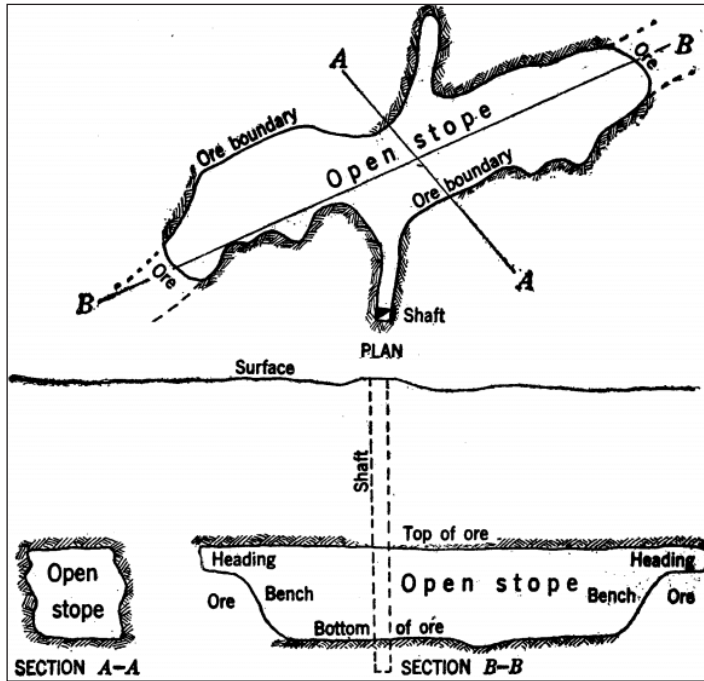 A
B
Ore
Ore boundary
Open stope
Ore boundary
A
Ore
B
Shaft
PLAN
Surface
Shaft
Top of ore
Heading
Heading
Open
stope
Ore
Bench
Open stope
Bench
Ore
Bottom of ore
SECTION A-A
SECTION B-B